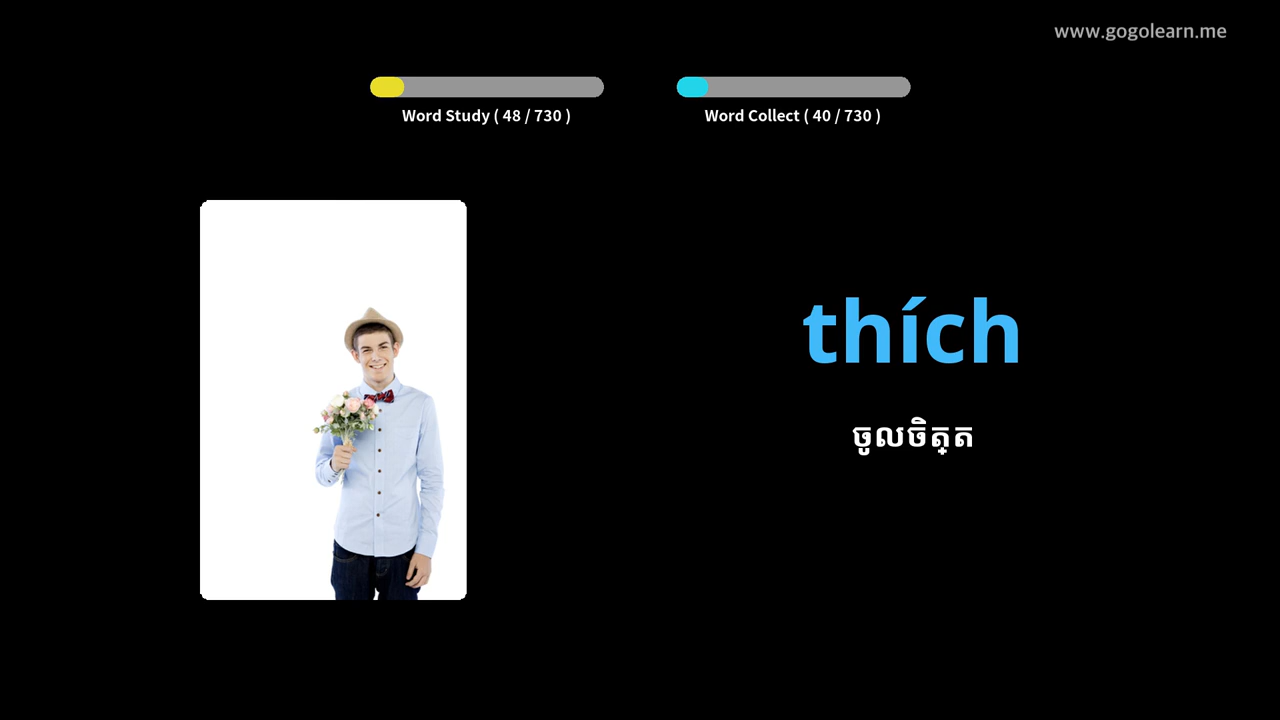 www.gogolearn.me
Word Study ( 48 / 730 )
Word Collect ( 40 / 730 )
thích
ចូលចិត្ត